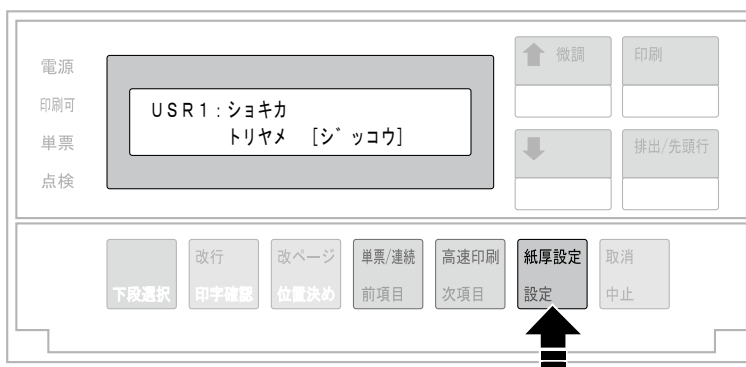 電源
印刷可
単票
点検
USR1:ショキカ
トリヤメ [シ゛ッコウ]
微調
印刷
排出/先頭行
下段選択
改行
印字確認
改ページ
位置決め
単票/連続
前項目
高速印刷
次項目
紙厚設定
設定
取消
中止